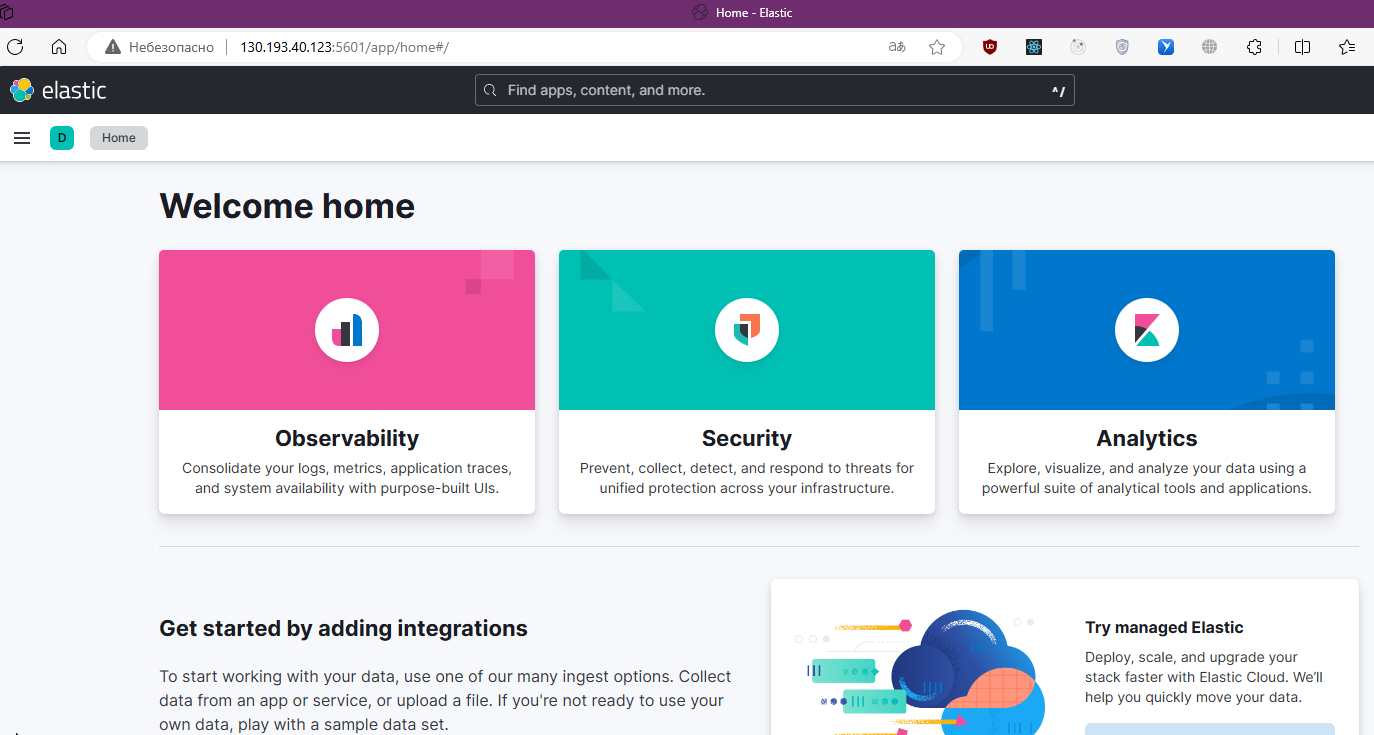 Home - Elastic
Небезопасно 130.193.40.123:5601/app/home#/ aあ
elastic
Find apps, content, and more. ^/
D Home
Welcome home
Observability
Consolidate your logs, metrics, application traces,
and system availability with purpose-built UIs.
Security
Prevent, collect, detect, and respond to threats for
unified protection across your infrastructure.
Analytics
Explore, visualize, and analyze your data using a
powerful suite of analytical tools and applications.
Get started by adding integrations
To start working with your data, use one of our many ingest options. Collect
data from an app or service, or upload a file. If you're not ready to use your
own data, play with a sample data set.
Try managed Elastic
Deploy, scale, and upgrade your
stack faster with Elastic Cloud. We’ll
help you quickly move your data.